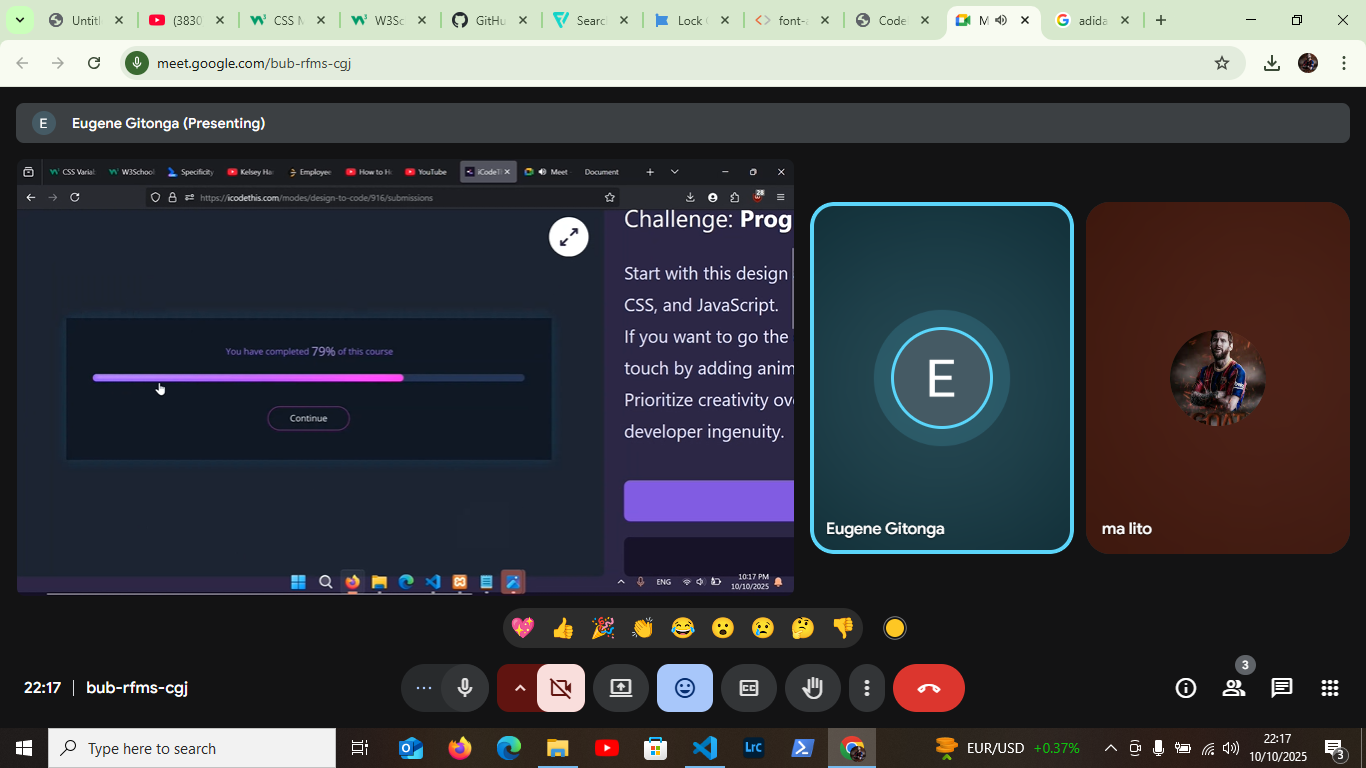 Untitl
(3830
CSS M
W3Sc
GitHu
Searc
Lock
font-a
Code
M
adida
meet.google.com/bub-rfms-cgj
E
Eugene Gitonga (Presenting)
CSS Varial
W3School
Specificity
Kelsey Ha
Employee
How to H
YouTube
iCodeT
Meet
Document
https://icodethis.com/modes/design-to-code/916/submissions
28
Challenge: Prog
Start with this design
CSS, and JavaScript.
If you want to go the
touch by adding anim
Prioritize creativity ov
developer ingenuity.
You have completed 79% of this course
Continue
ENG
10:17 PM
10/10/2025
E
Eugene Gitonga
ma lito
22:17
bub-rfms-cgj
3
Type here to search
Lrc
EUR/USD +0.37%
22:17
10/10/2025
3